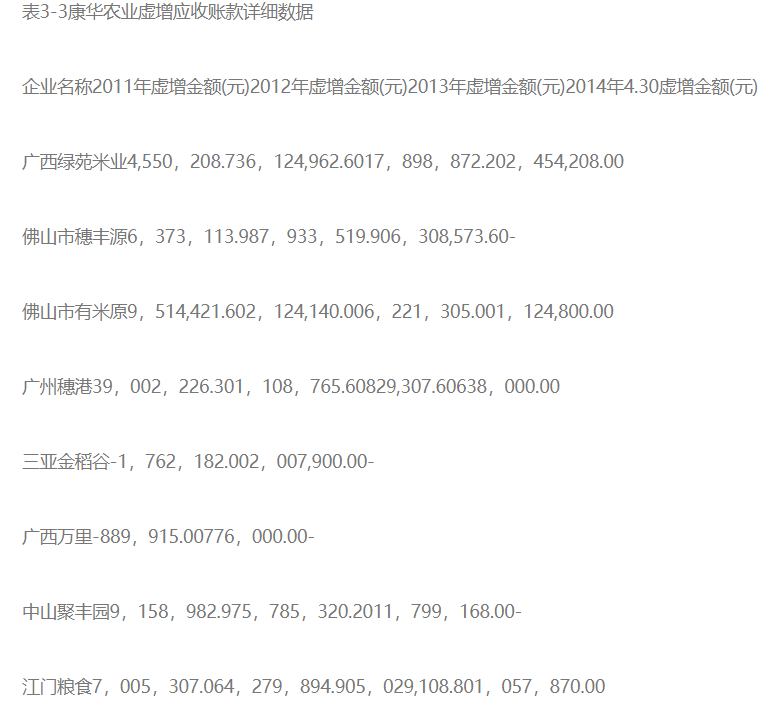 表3-3康华农业虚增应收账款详细数据
企业名称2011年虚增金额(元)2012年虚增金额(元)2013年虚增金额(元)2014年4.30虚增金额(元)
广西绿苑米业4,550，208.736，124,962.6017，898，872.202，454,208.00
佛山市穗丰源6，373，113.987，933，519.906，308,573.60-
佛山市有米原9，514,421.602，124,140.006，221，305.001，124,800.00
广州穗港39，002，226.301，108，765.60829,307.60638，000.00
三亚金稻谷-1，762，182.002，007,900.00-
广西万里-889，915.00776，000.00-
中山聚丰园9，158，982.975，785，320.2011，799，168.00-
江门粮食7，005，307.064，279，894.905，029,108.801，057，870.00